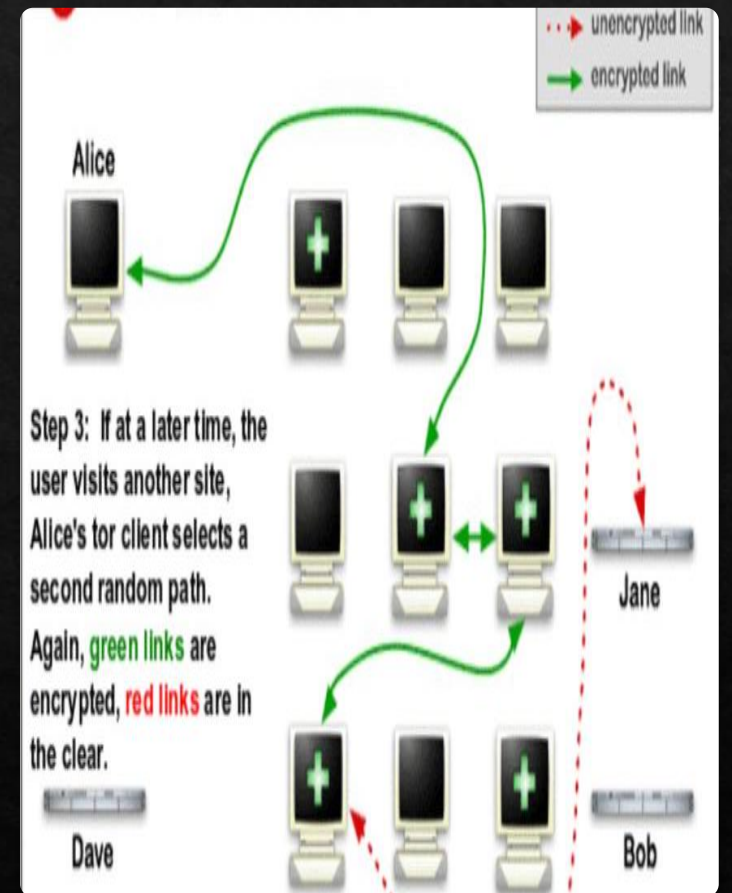 unencrypted link
encrypted link
Alice
Step 3: If at a later time, the
user visits another site,
Alice's tor client selects a
second random path.
Again, green links are
encrypted, red links are in
the clear.
Jane
Dave
Bob